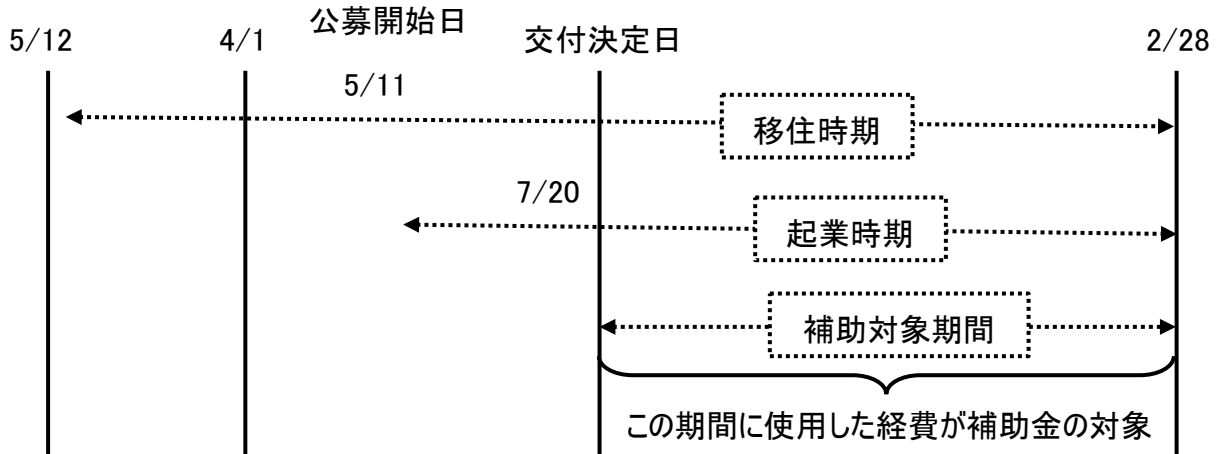 公募開始日
5/12
4/1
交付決定日
2/28
5/11
移住時期
7/20
起業時期
補助対象期間
この期間に使用した経費が補助金の対象